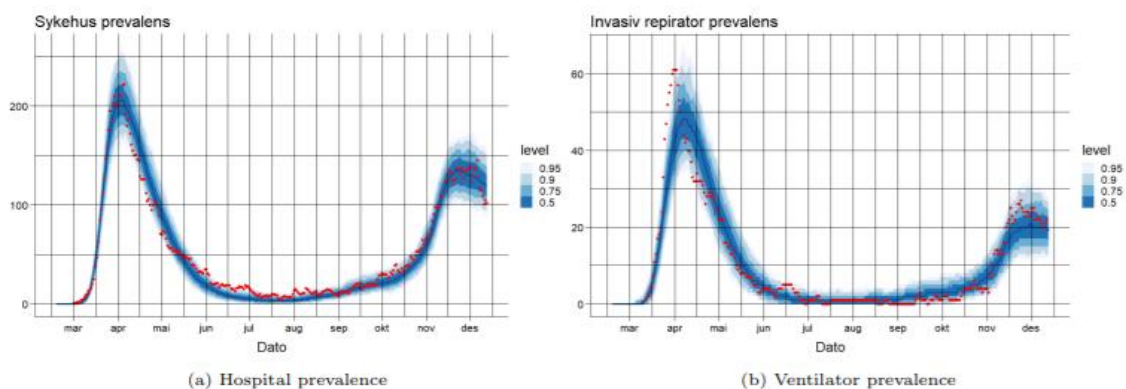 Sykehus prevalens
200
100
0
mar apr mai jun jul aug sep okt nov des
Dato
level
0.95
0.9
0.75
0.5
(a) Hospital prevalence
Invasiv repirator prevalens
60
40
20
0
mar apr mai jun jul aug sep okt nov des
Dato
level
0.95
0.9
0.75
0.5
(b) Ventilator prevalence